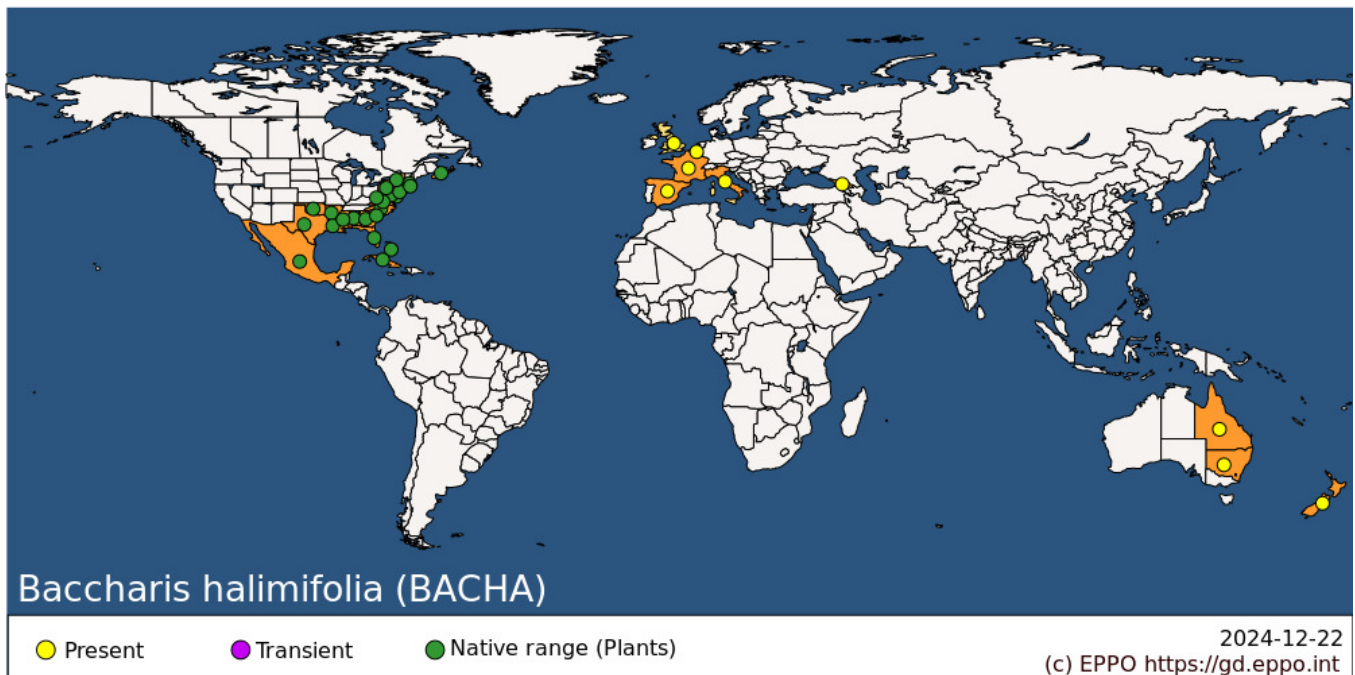 Baccharis halimifolia (BACHA)
Present
Transient
Native range (Plants)
2024-12-22
(c) EPPO https://gd.eppo.int